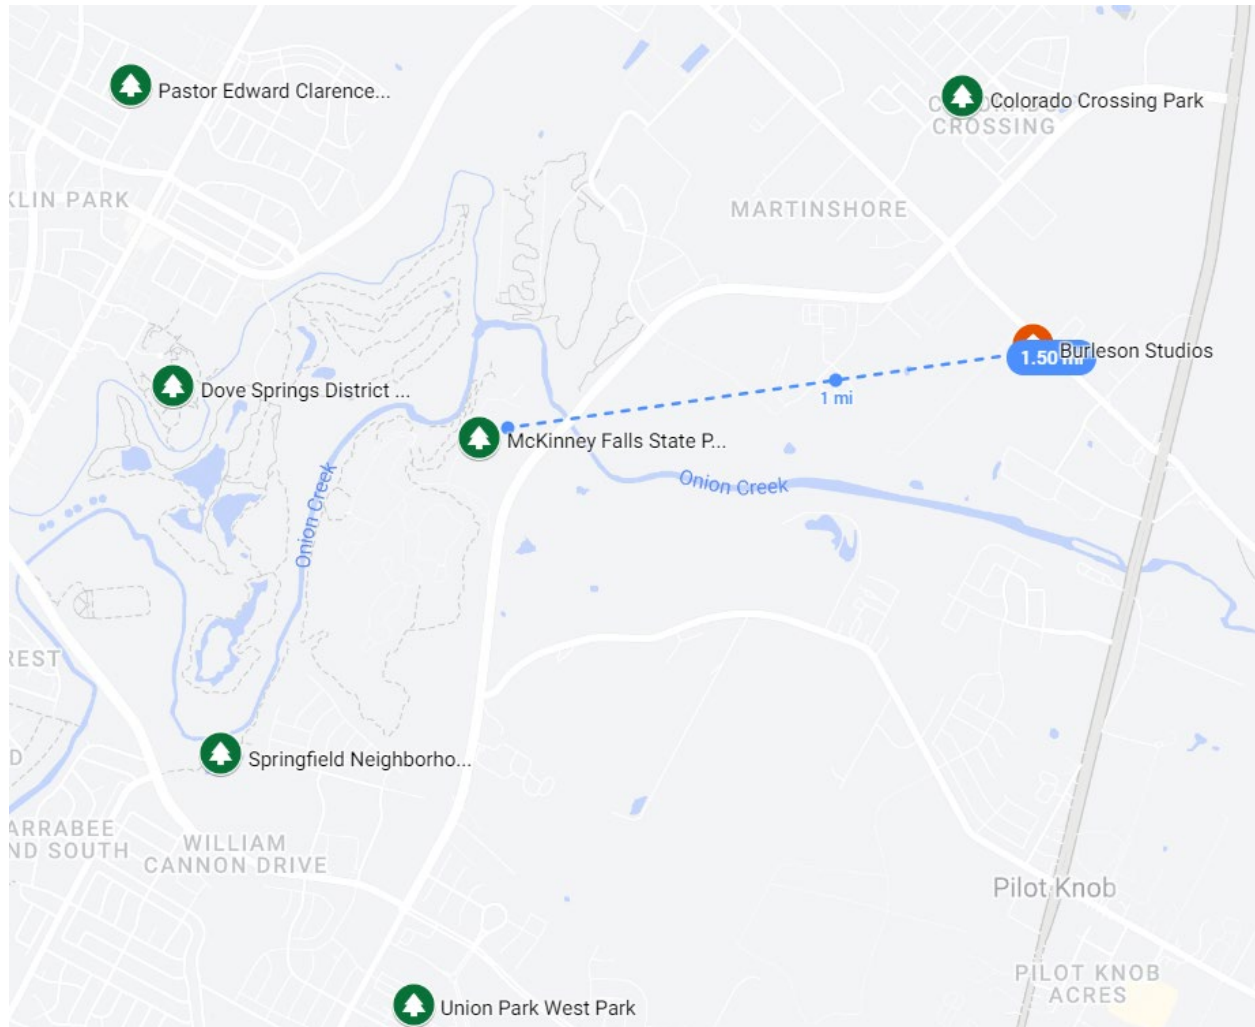 Pastor Edward Clarence...
Colorado Crossing Park
CROSSING
KLIN PARK
MARTINSHORE
Burleson Studios
1.50 mi
1 mi
Dove Springs District ...
McKinney Falls State P...
Onion Creek
Onion Creek
REST
Springfield Neighborho...
D
ARRABEE
ND SOUTH
WILLIAM
CANNON DRIVE
Pilot Knob
PILOT KNOB
ACRES
Union Park West Park